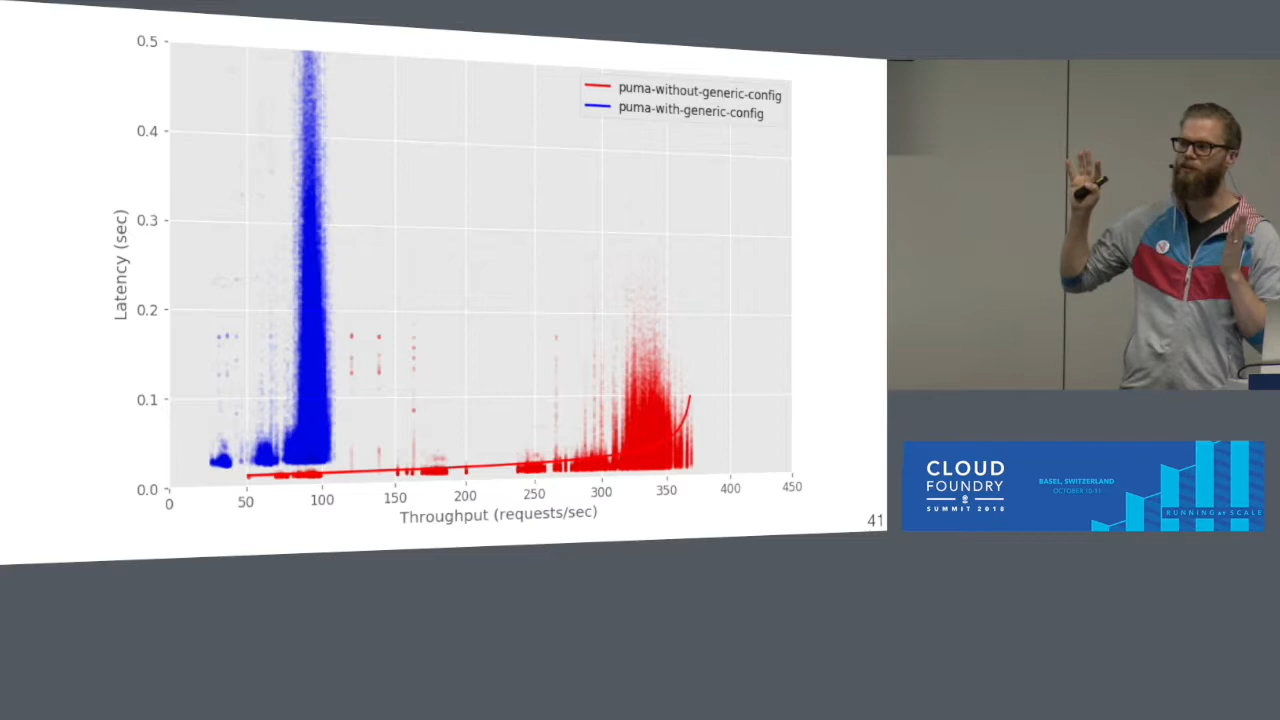 0.5
0.4
0.3
0.2
0.1
0.0
Latency (sec)
puma-without-generic-config
puma-with-generic-config
0
50
100
150
200
250
300
350
400
450
Throughput (requests/sec)
41
CLOUD
FOUNDRY
SUMMIT 2018
BASEL, SWITZERLAND
OCTOBER 10-11
RUNNING AT SCALE